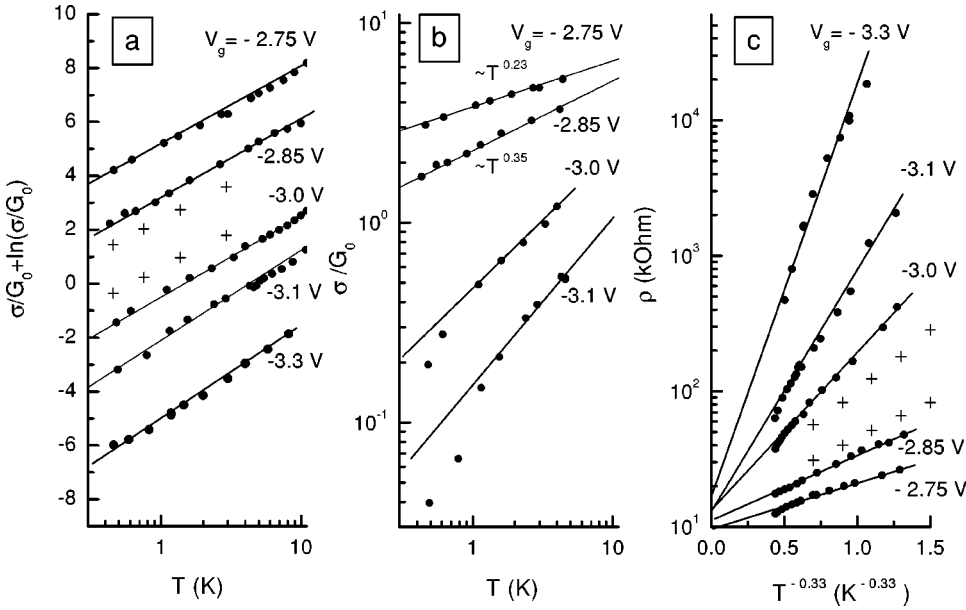 a
V_g = - 2.75 V
-2.85 V
-3.0 V
-3.1 V
-3.3 V
8
6
4
2
0
-2
-4
-6
-8
σ/G_0+ln(σ/G_0)
1
10
T (K)
b
V_g = - 2.75 V
~T^0.23
-2.85 V
~T^0.35
-3.0 V
-3.1 V
10^1
10^0
10^-1
σ/G_0
1
10
T (K)
c
V_g = - 3.3 V
-3.1 V
-3.0 V
-2.85 V
- 2.75 V
10^4
10^3
10^2
10^1
ρ (kOhm)
0.0
0.5
1.0
1.5
T^-0.33 (K^-0.33)